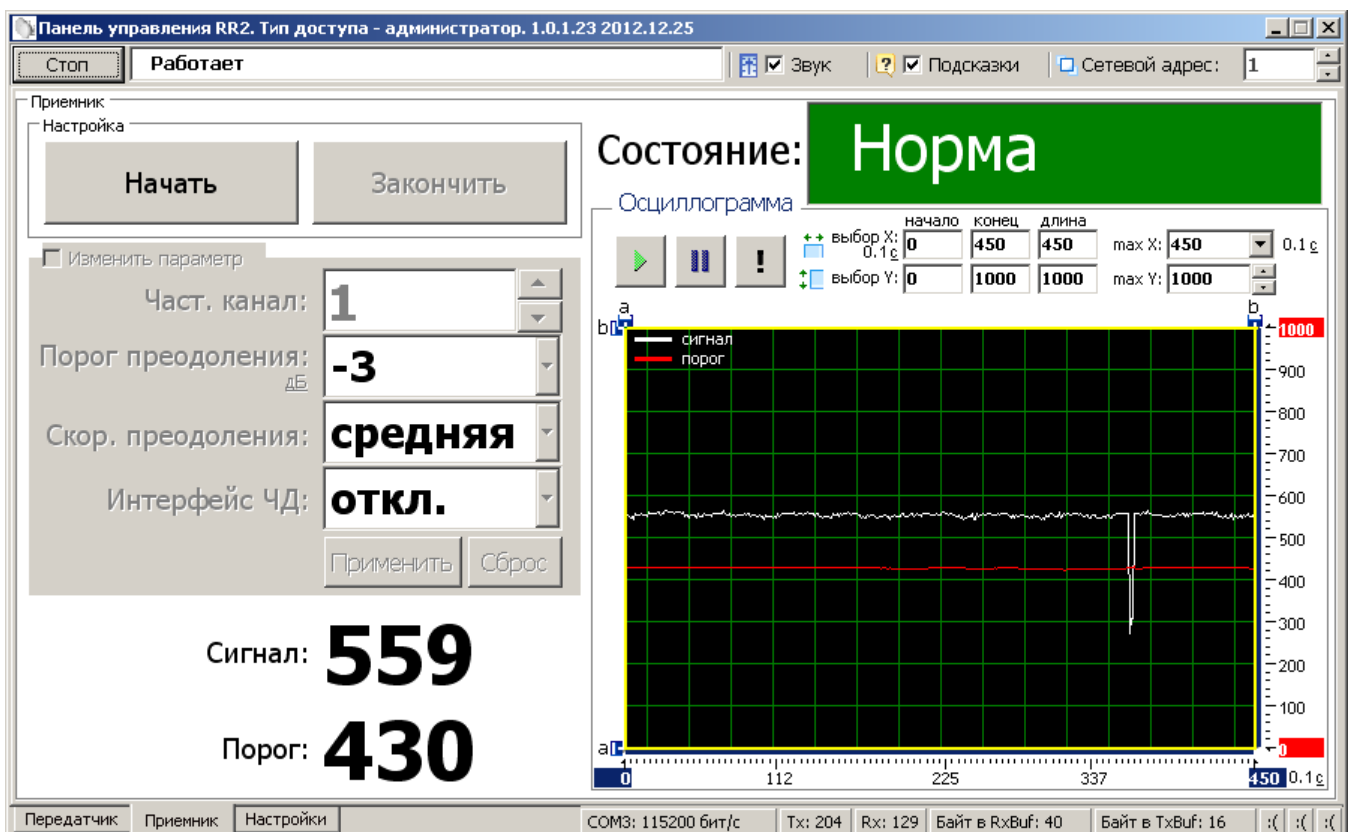 Панель управления RR2. Тип доступа - администратор. 1.0.1.23 2012.12.25
Стоп Работает Звук Подсказки Сетевой адрес: 1
Приемник
Настройка
Начать Закончить
Изменить параметр
Част. канал: 1
Порог преодоления: -3
дБ
Скор. преодоления: средняя
Интерфейс ЧД: откл.
Применить Сброс
Сигнал: 559
Порог: 430
Состояние: Норма
Осциллограмма
начало конец длина
выбор X: 0 450 450 max X: 450 0.1 с
0.1 с
! выбор Y: 0 1000 1000 max Y: 1000
a b
b
сигнал
порог
1000
900
800
700
600
500
400
300
200
100
a 0
0 112 225 337 450 0.1 с
Передатчик Приемник Настройки COM3: 115200 бит/с Tx: 204 Rx: 129 Байт в RxBuf: 40 Байт в TxBuf: 16 :( :( :(